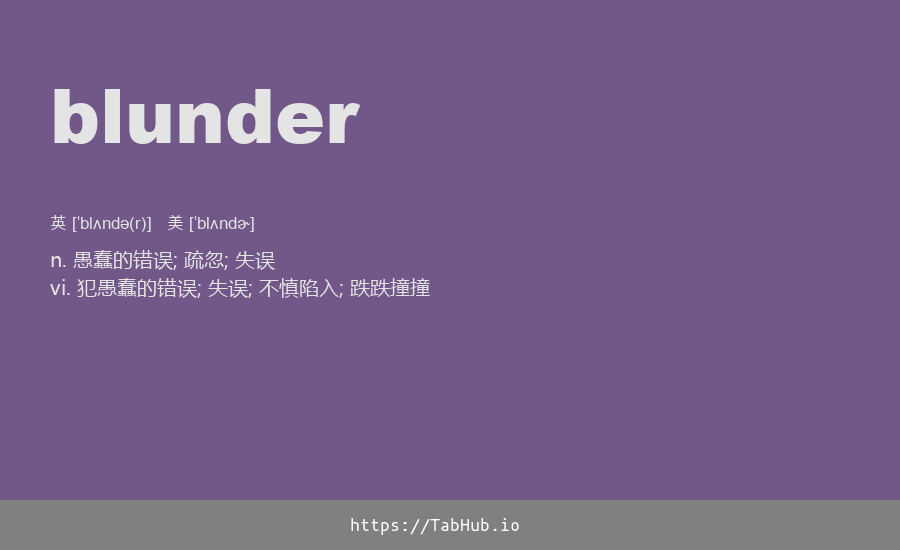 blunder
英 [ˈblʌndə(r)] 美 [ˈblʌndɚ]
n. 愚蠢的错误; 疏忽; 失误
vi. 犯愚蠢的错误; 失误; 不慎陷入; 跌跌撞撞
https://TabHub.io